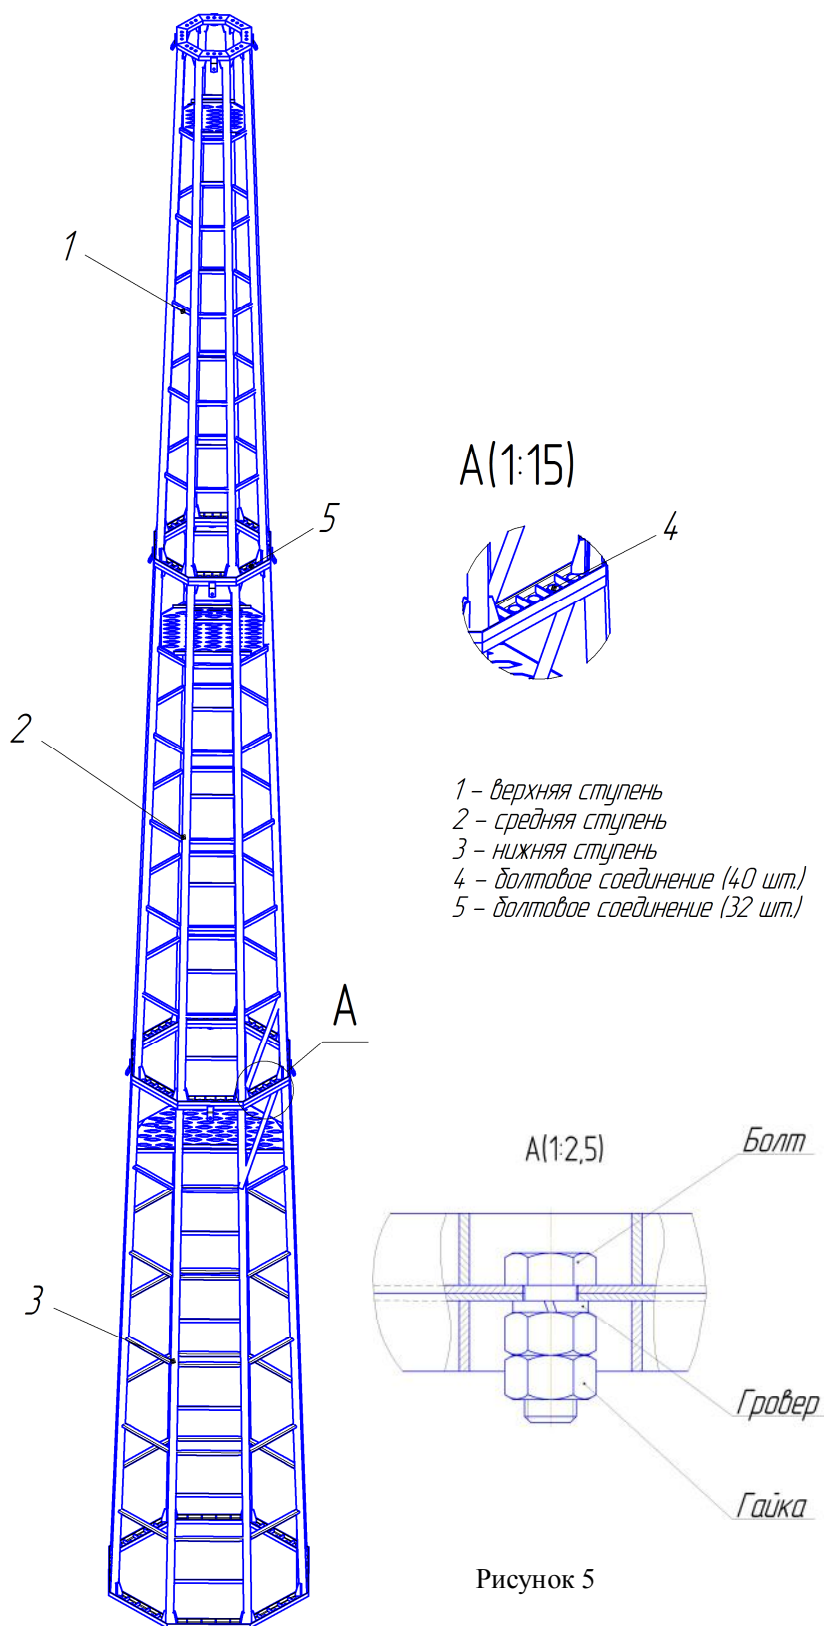 1
5
А(1:15)
4
2
1 - верхняя ступень
2 - средняя ступень
3 - нижняя ступень
4 - болтовое соединение (40 шт.)
5 - болтовое соединение (32 шт.)
А
А(1:2,5)
Болт
3
Гровер
Гайка
Рисунок 5